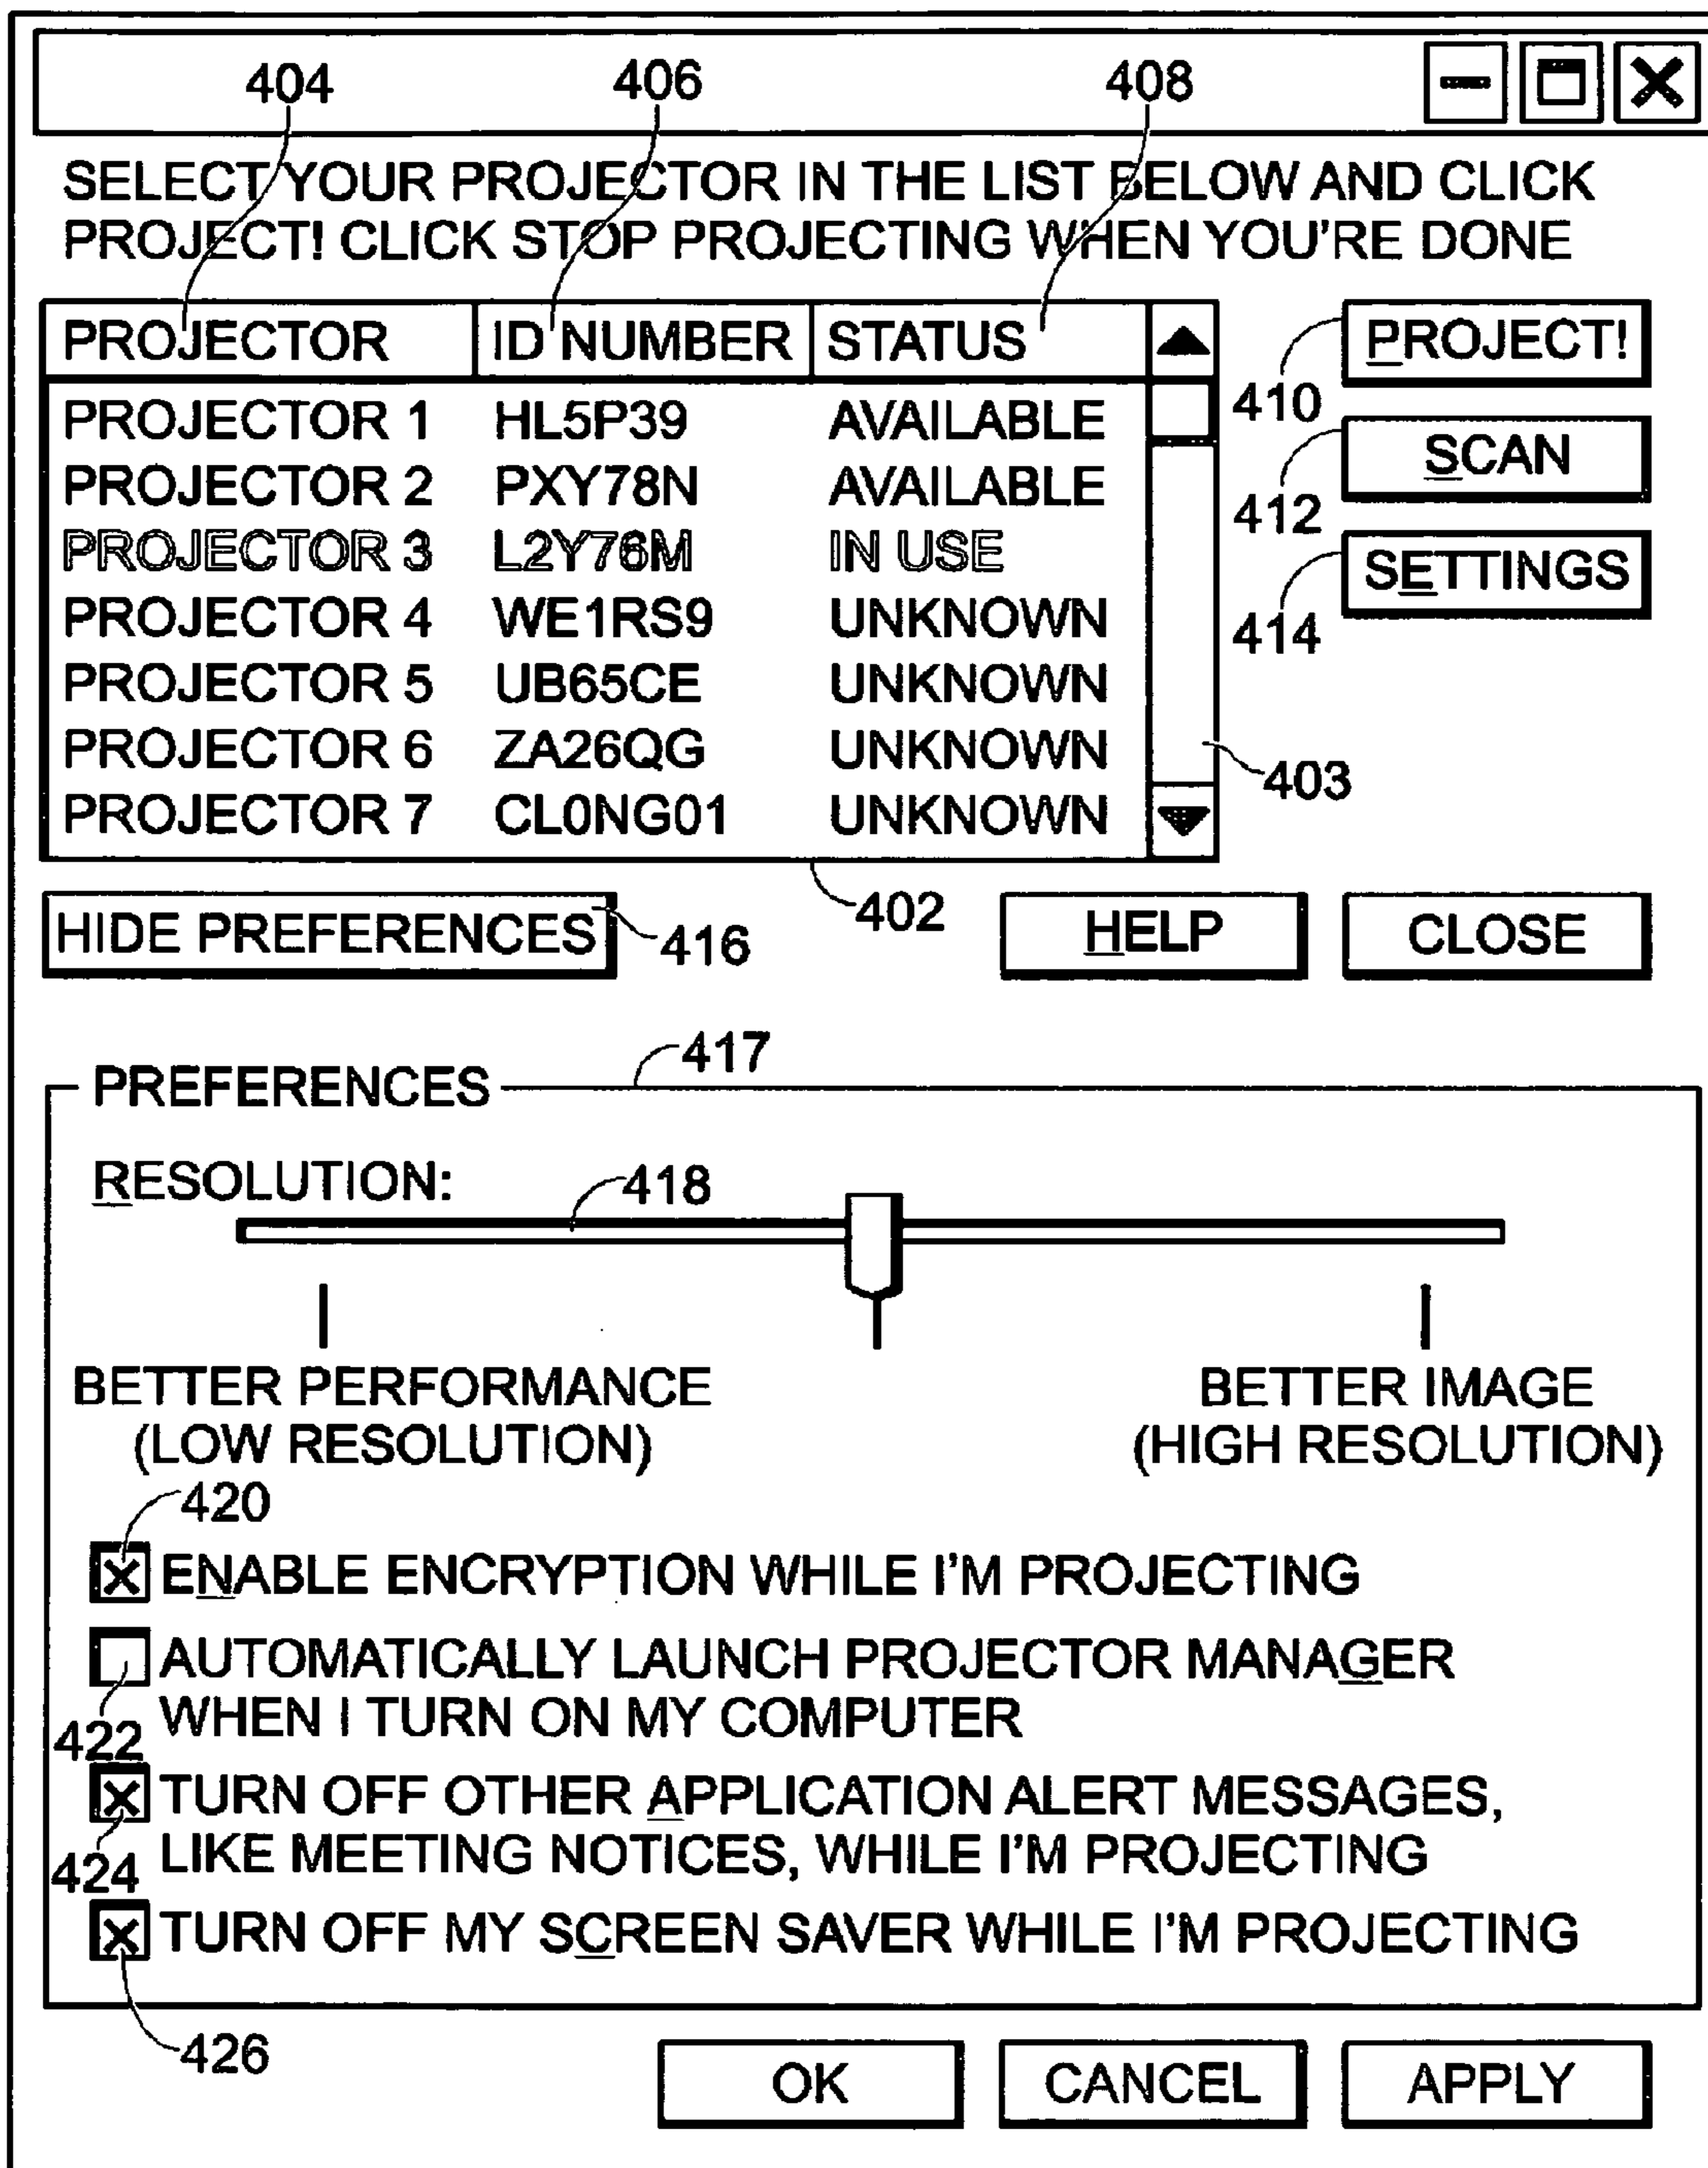 404 406 408
SELECT YOUR PROJECTOR IN THE LIST BELOW AND CLICK
PROJECT! CLICK STOP PROJECTING WHEN YOU'RE DONE
PROJECTOR ID NUMBER STATUS
PROJECT!
410
PROJECTOR 1 HL5P39 AVAILABLE
PROJECTOR 2 PXY78N AVAILABLE
SCAN
412
PROJECTOR 3 L2Y76M IN USE
SETTINGS
414
PROJECTOR 4 WE1RS9 UNKNOWN
PROJECTOR 5 UB65CE UNKNOWN
PROJECTOR 6 ZA26QG UNKNOWN
403
PROJECTOR 7 CL0NG01 UNKNOWN
402
HIDE PREFERENCES 416 HELP CLOSE
417
PREFERENCES
RESOLUTION: 418
BETTER PERFORMANCE BETTER IMAGE
(LOW RESOLUTION) (HIGH RESOLUTION)
420
ENABLE ENCRYPTION WHILE I'M PROJECTING
AUTOMATICALLY LAUNCH PROJECTOR MANAGER
WHEN I TURN ON MY COMPUTER
422
TURN OFF OTHER APPLICATION ALERT MESSAGES,
LIKE MEETING NOTICES, WHILE I'M PROJECTING
424
TURN OFF MY SCREEN SAVER WHILE I'M PROJECTING
426
OK CANCEL APPLY